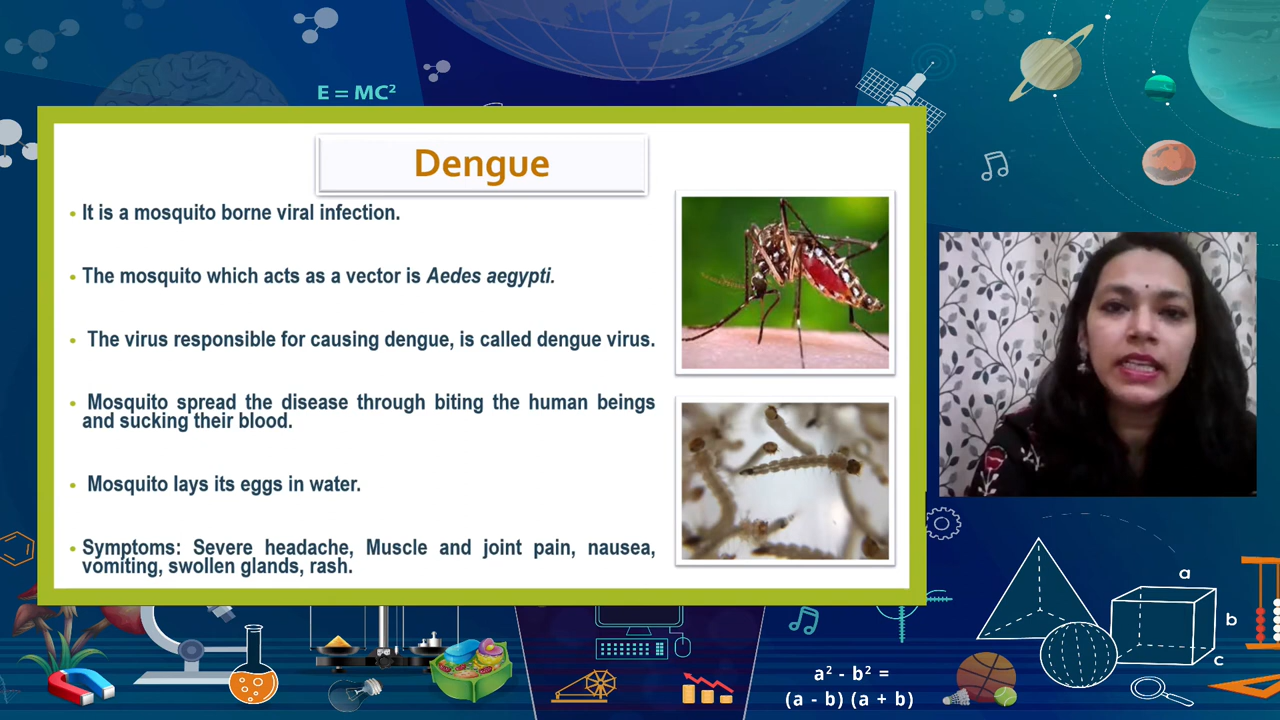 E = MC²
Dengue
• It is a mosquito borne viral infection.
• The mosquito which acts as a vector is Aedes aegypti.
• The virus responsible for causing dengue, is called dengue virus.
• Mosquito spread the disease through biting the human beings
and sucking their blood.
• Mosquito lays its eggs in water.
• Symptoms: Severe headache, Muscle and joint pain, nausea,
vomiting, swollen glands, rash.
a
b
c
a² - b² =
(a - b) (a + b)